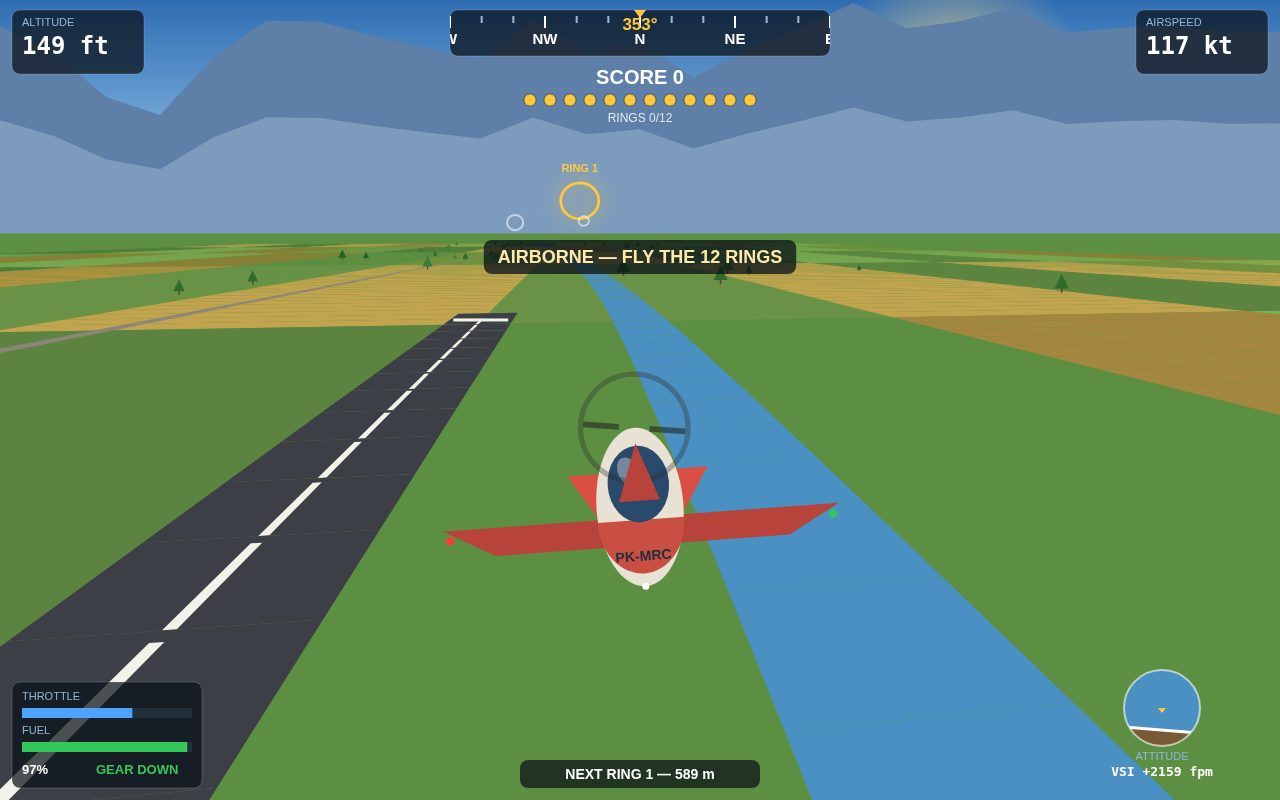 ALTITUDE
149 ft
353°
W NW N NE E
AIRSPEED
117 kt
SCORE 0
RINGS 0/12
RING 1
AIRBORNE — FLY THE 12 RINGS
PK-MRC
THROTTLE
FUEL
97% GEAR DOWN
NEXT RING 1 — 589 m
ATTITUDE
VSI +2159 fpm